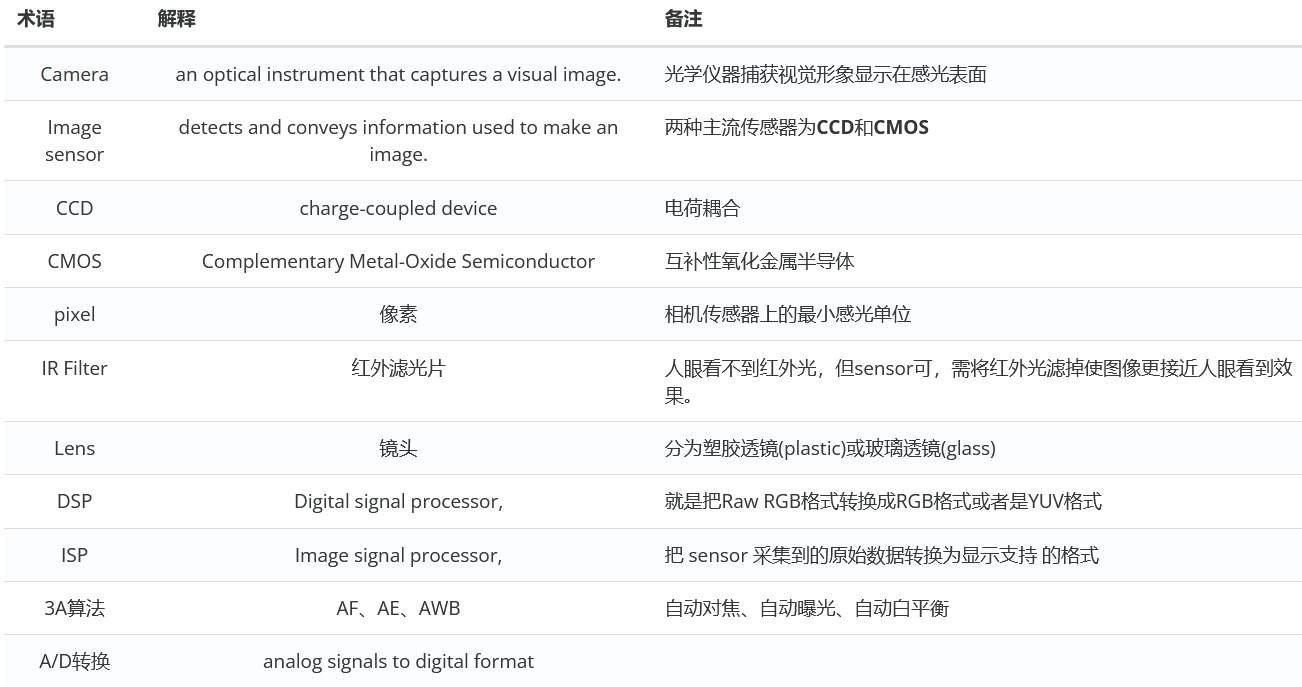 术语 解释 备注
Camera an optical instrument that captures a visual image. 光学仪器捕获视觉形象显示在感光表面
Image sensor detects and conveys information used to make an image. 两种主流传感器为CCD和CMOS
CCD charge-coupled device 电荷耦合
CMOS Complementary Metal-Oxide Semiconductor 互补性氧化金属半导体
pixel 像素 相机传感器上的最小感光单位
IR Filter 红外滤光片 人眼看不到红外光，但sensor可，需将红外光滤掉使图像更接近人眼看到效果。
Lens 镜头 分为塑胶透镜(plastic)或玻璃透镜(glass)
DSP Digital signal processor, 就是把Raw RGB格式转换成RGB格式或者是YUV格式
ISP Image signal processor, 把 sensor 采集到的原始数据转换为显示支持 的格式
3A算法 AF、AE、AWB 自动对焦、自动曝光、自动白平衡
A/D转换 analog signals to digital format